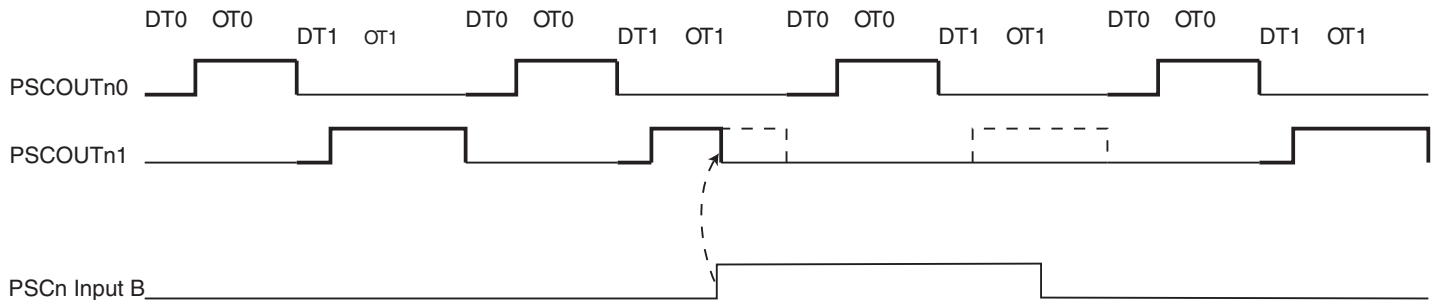 DT0 OT0 DT0 OT0 DT0 OT0 DT0 OT0
DT1 OT1 DT1 OT1 DT1 OT1 DT1 OT1
PSCOUTn0
PSCOUTn1
PSCn Input B